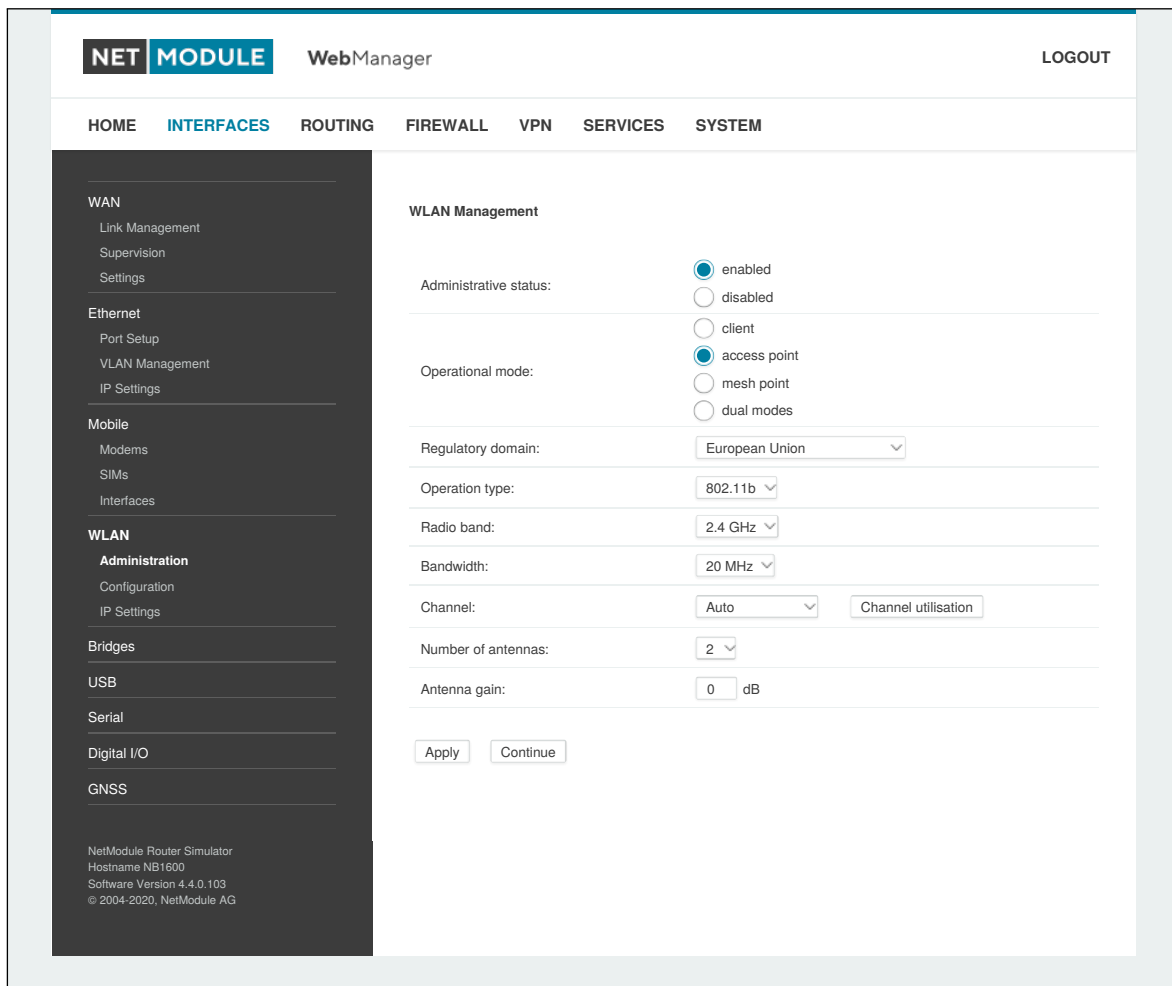 NET MODULE WebManager LOGOUT
HOME INTERFACES ROUTING FIREWALL VPN SERVICES SYSTEM
WAN
Link Management
Supervision
Settings
Ethernet
Port Setup
VLAN Management
IP Settings
Mobile
Modems
SIMs
Interfaces
WLAN
Administration
Configuration
IP Settings
Bridges
USB
Serial
Digital I/O
GNSS
NetModule Router Simulator
Hostname NB1600
Software Version 4.4.0.103
© 2004-2020, NetModule AG
WLAN Management
Administrative status:
enabled
disabled
Operational mode:
client
access point
mesh point
dual modes
Regulatory domain: European Union
Operation type: 802.11b
Radio band: 2.4 GHz
Bandwidth: 20 MHz
Channel: Auto Channel utilisation
Number of antennas: 2
Antenna gain: 0 dB
Apply Continue